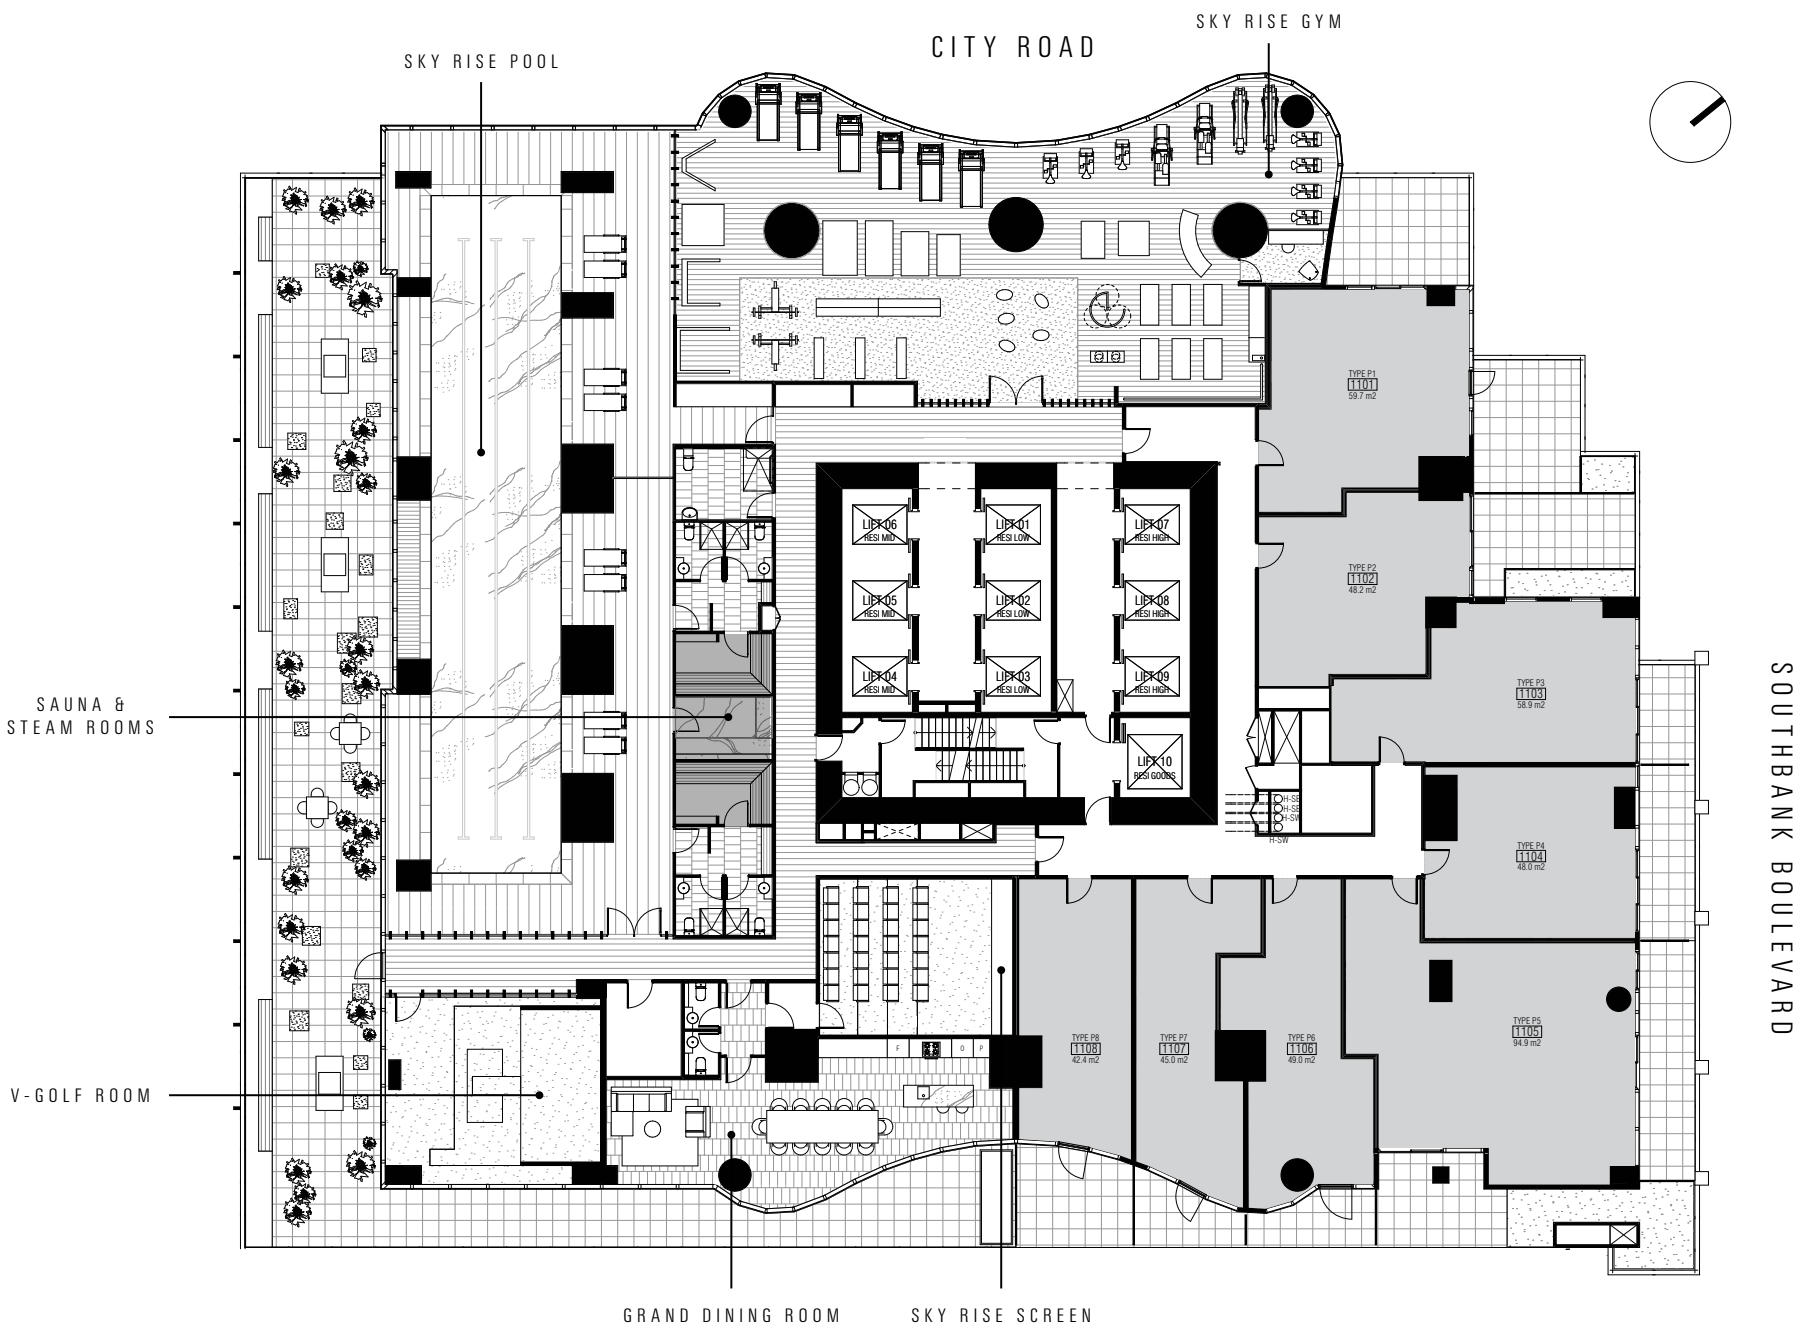 SKY RISE GYM
CITY ROAD
SKY RISE POOL
TYPE P1
1101
59.7 m2
LIFT 06
RESI MID
LIFT 01
RESI LOW
LIFT 07
RESI HIGH
TYPE P2
1102
48.2 m2
LIFT 05
RESI MID
LIFT 02
RESI LOW
LIFT 08
RESI HIGH
LIFT 04
RESI MID
LIFT 03
RESI LOW
LIFT 09
RESI HIGH
TYPE P3
1103
58.9 m2
SAUNA &
STEAM ROOMS
SOUTHBANK BOULEVARD
LIFT 10
RESI GOODS
H-SE
H-SE
H-SW
H-SW
TYPE P4
1104
48.0 m2
TYPE P5
1105
94.9 m2
TYPE P8
1108
42.4 m2
TYPE P7
1107
45.0 m2
TYPE P6
1106
49.0 m2
F
O
P
V-GOLF ROOM
GRAND DINING ROOM
SKY RISE SCREEN